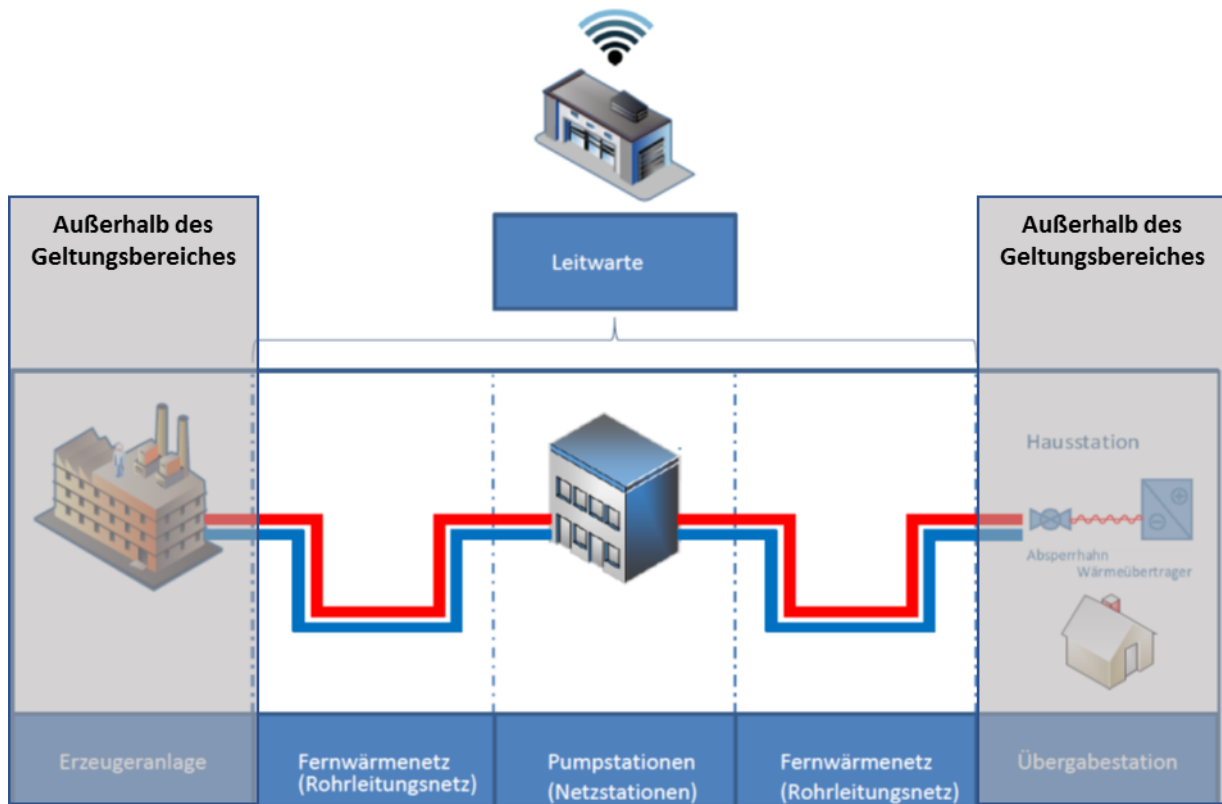 Außerhalb des
Geltungsbereiches
Leitwarte
Außerhalb des
Geltungsbereiches
Hausstation
Absperrhahn
Wärmeübertrager
Erzeugeranlage
Fernwärmenetz
(Rohrleitungsnetz)
Pumpstationen
(Netzstationen)
Fernwärmenetz
(Rohrleitungsnetz)
Übergabestation